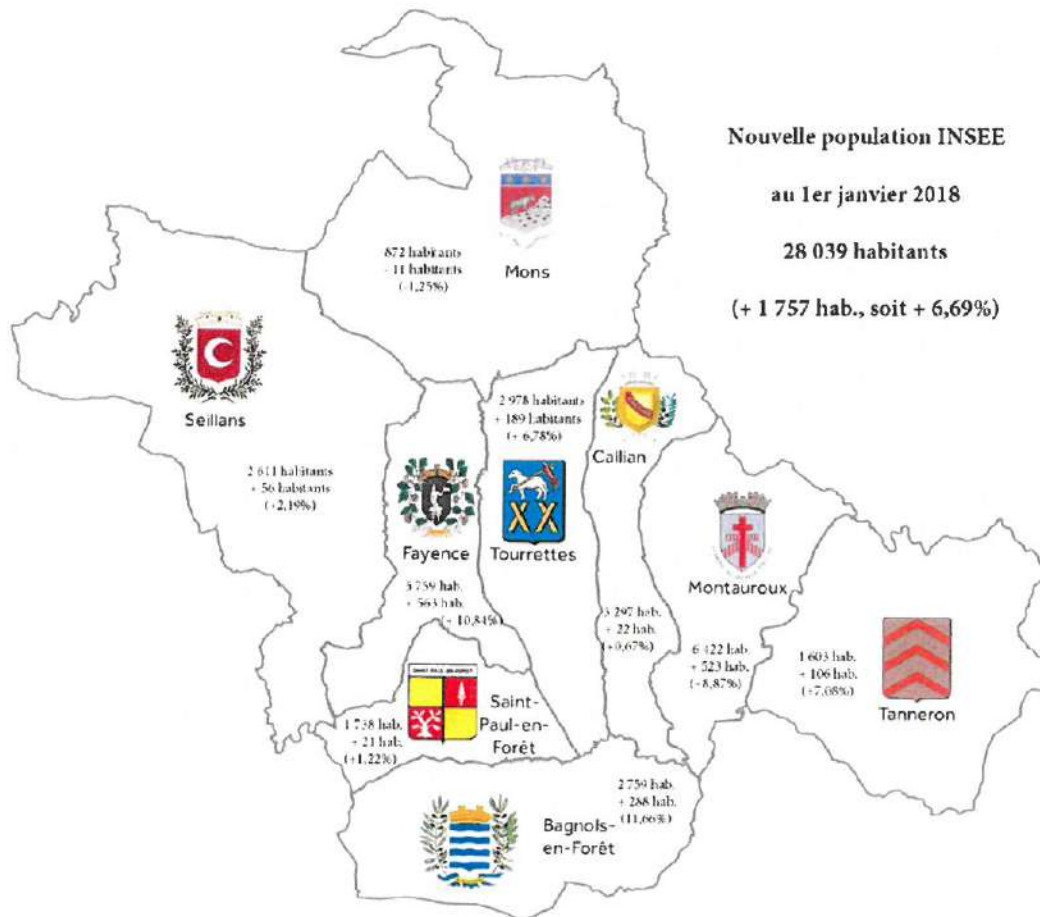 Nouvelle population INSEE
au 1er janvier 2018
28 039 habitants
(+ 1 757 hab., soit + 6,69%)
872 habitants
- 11 habitants
(-1,25%)
Mons
Seillans
2 611 habitants
+ 56 habitants
(+2,19%)
2 978 habitants
+ 189 habitants
(+ 6,78%)
Tourrettes
Callian
3 297 hab.
+ 22 hab.
(+0,67%)
Fayence
5 759 hab.
+ 563 hab.
(+ 10,84%)
Montauroux
6 422 hab.
+ 523 hab.
(+8,87%)
1 603 hab.
+ 106 hab.
(+7,08%)
Tanneron
SAINT PAUL EN FORET
Saint-
Paul-en-
Forêt
1 738 hab.
+ 21 hab.
(+1,22%)
2 759 hab.
+ 288 hab.
(11,66%)
Bagnols-
en-Forêt